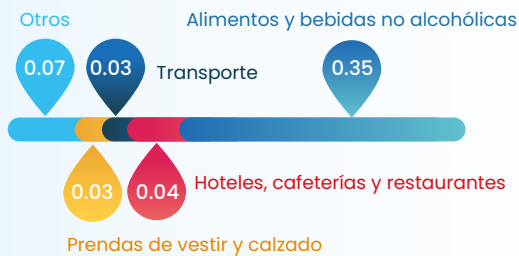 Otros
Alimentos y bebidas no alcohólicas
0.07
0.03
Transporte
0.35
0.03
0.04
Hoteles, cafeterías y restaurantes
Prendas de vestir y calzado